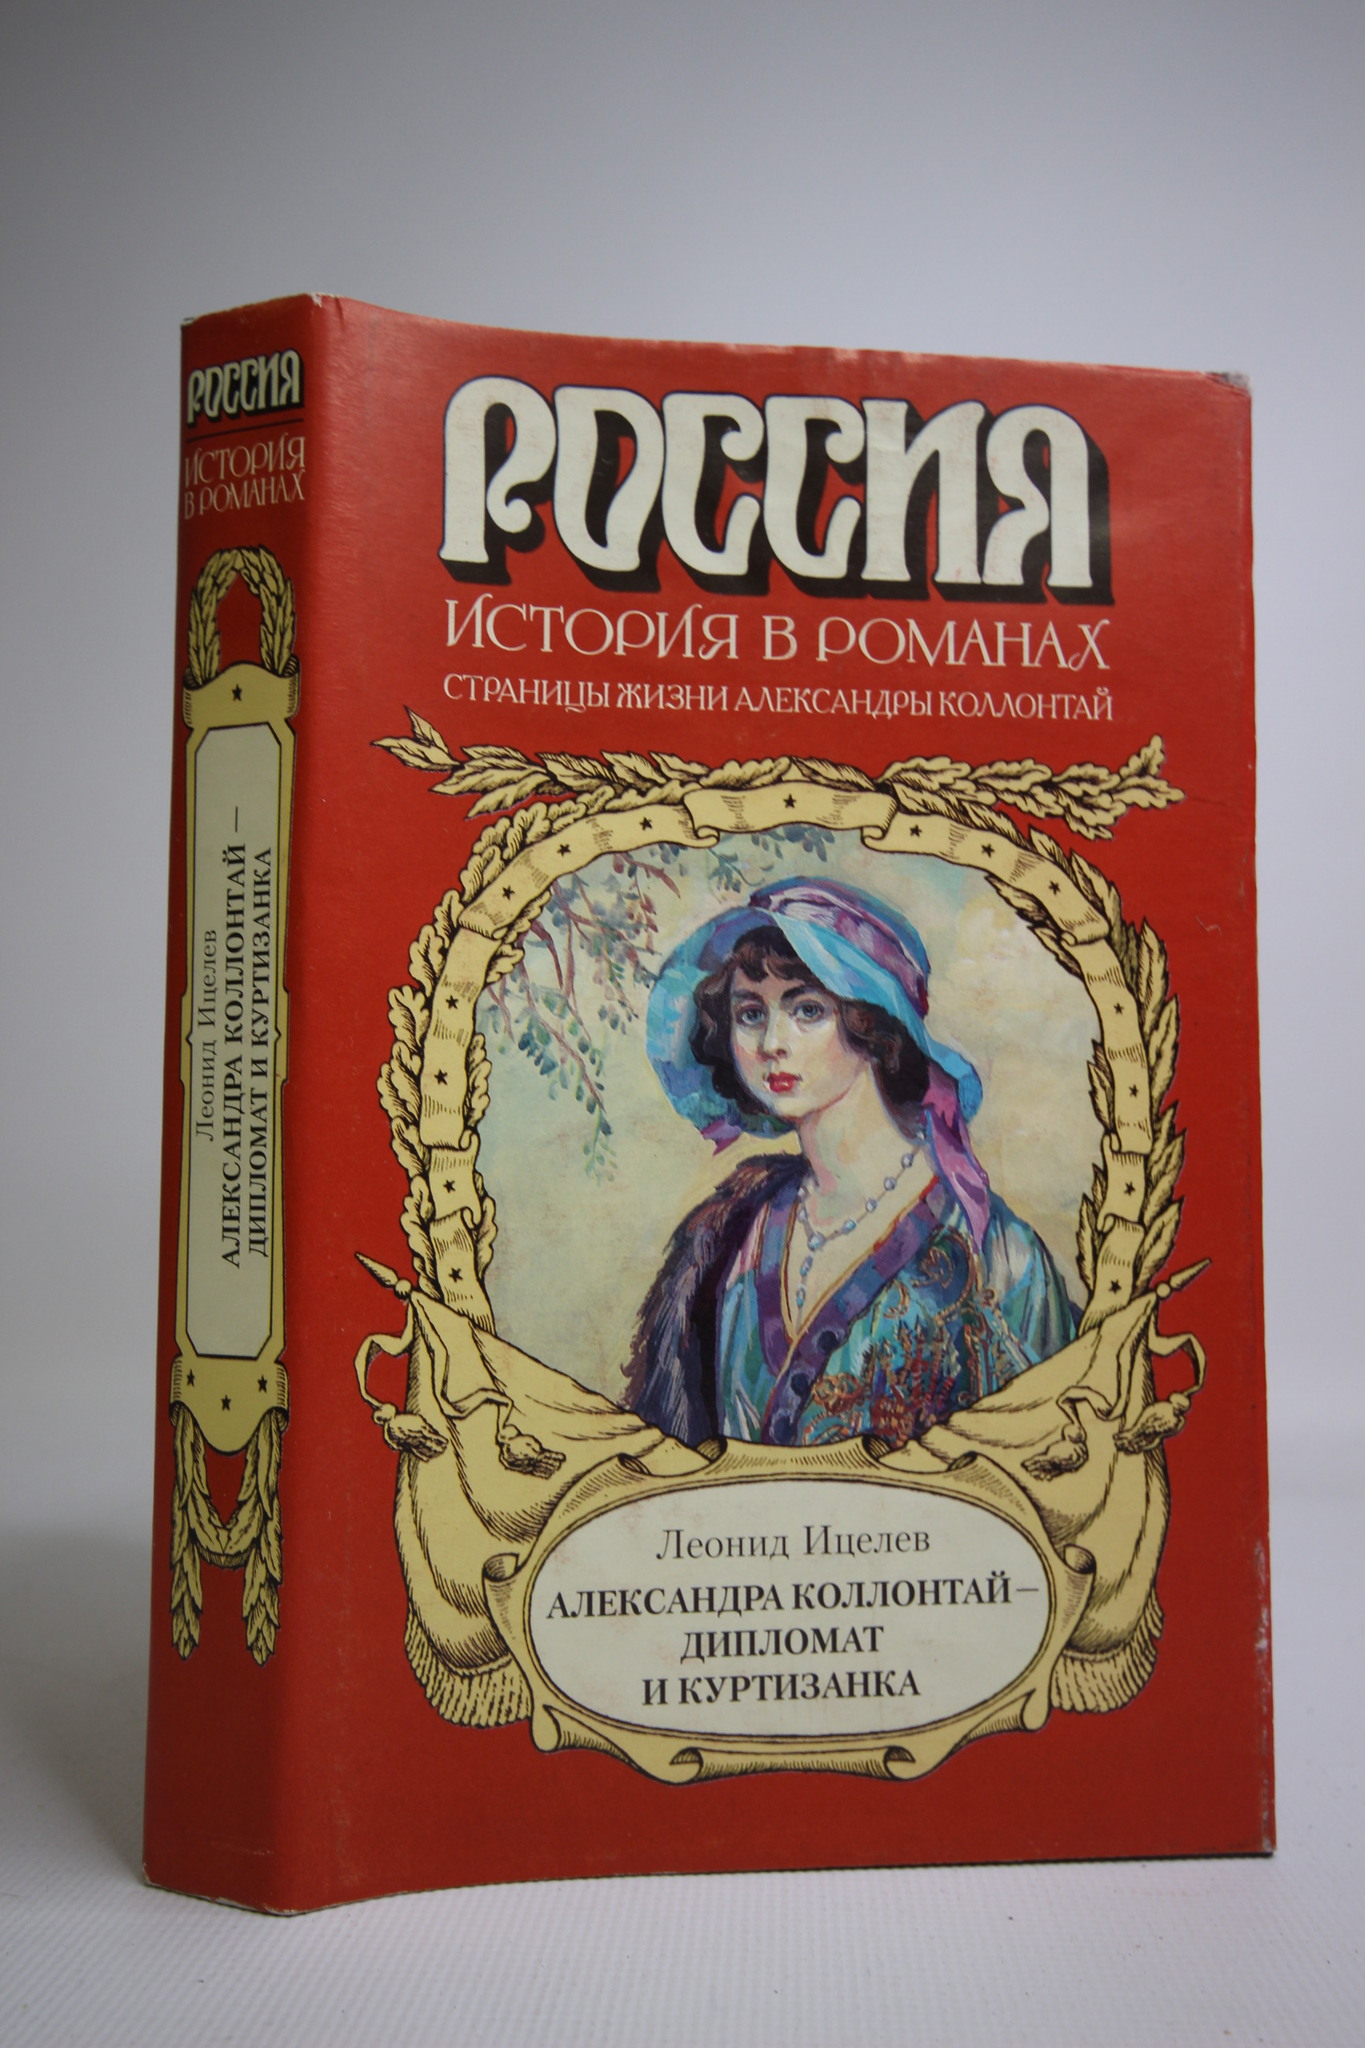 РОССИЯ
ИСТОРИЯ
В РОМАНАХ
Леонид Ицелев
АЛЕКСАНДРА КОЛЛОНТАЙ –
ДИПЛОМАТ И КУРТИЗАНКА
РОССИЯ
ИСТОРИЯ В РОМАНАХ
СТРАНИЦЫ ЖИЗНИ АЛЕКСАНДРЫ КОЛЛОНТАЙ
Леонид Ицелев
АЛЕКСАНДРА КОЛЛОНТАЙ –
ДИПЛОМАТ
И КУРТИЗАНКА